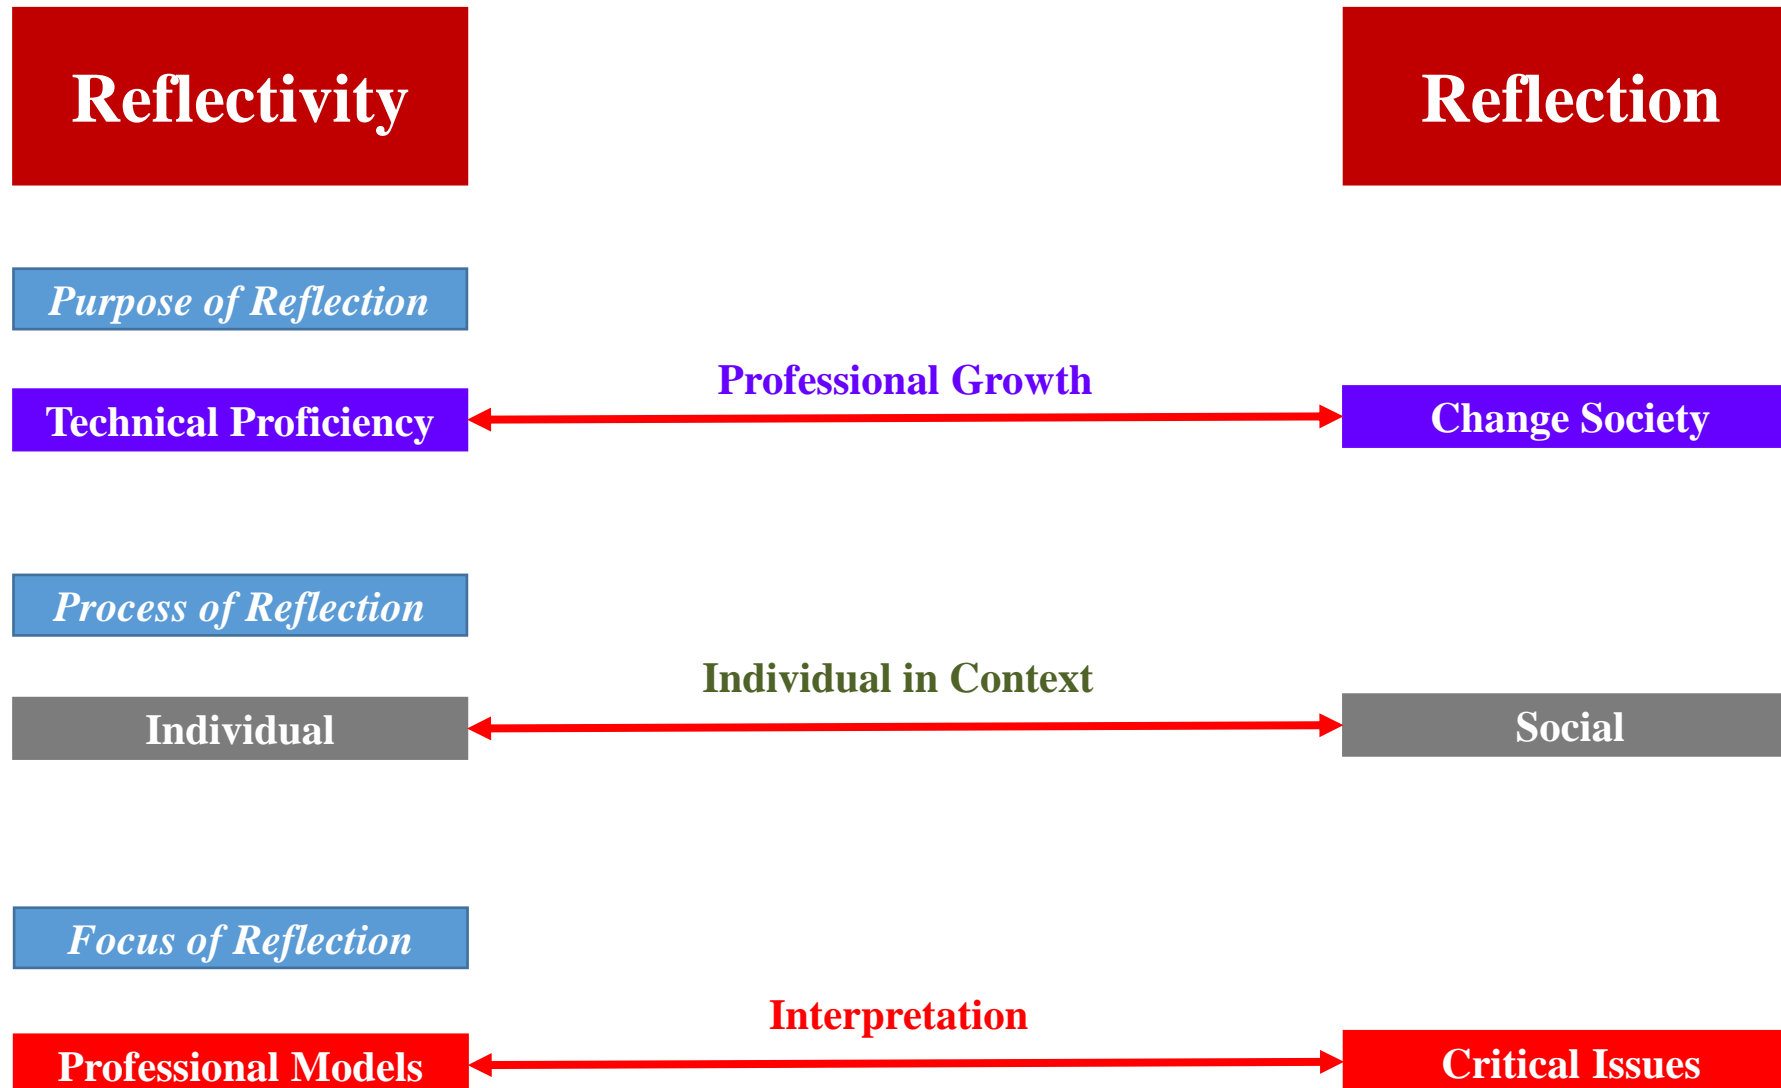 Reflectivity
Reflection
Purpose of Reflection
Professional Growth
Technical Proficiency
Change Society
Process of Reflection
Individual in Context
Individual
Social
Focus of Reflection
Interpretation
Professional Models
Critical Issues